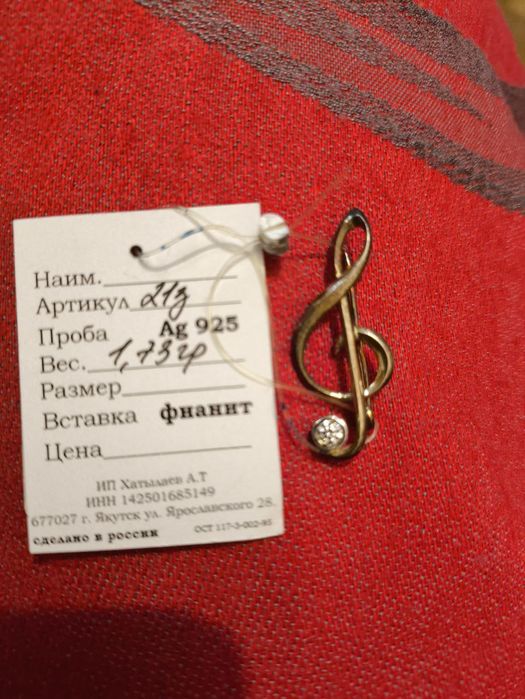 Наим.
Артикул 21з
Проба Ag 925
Вес. 1,73гр
Размер
Вставка фианит
Цена
ИП Хатылаев А.Т
ИНН 142501685149
677027 г. Якутск ул. Ярославского 28
сделано в россии ОСТ 117-3-002-95